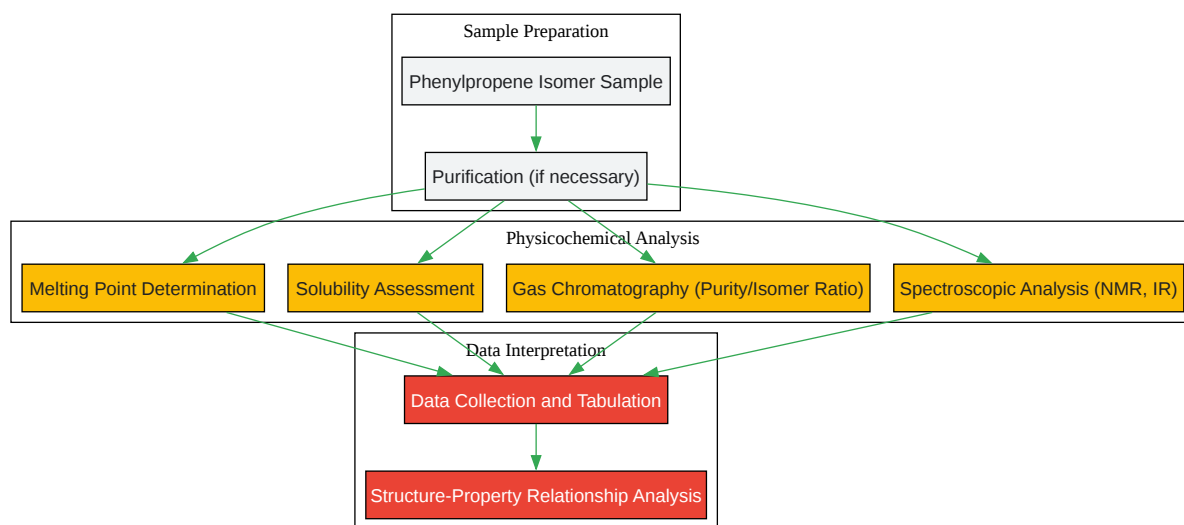 Sample Preparation
Phenylpropene Isomer Sample
Purification (if necessary)
Physicochemical Analysis
Melting Point Determination
Solubility Assessment
Gas Chromatography (Purity/Isomer Ratio)
Spectroscopic Analysis (NMR, IR)
Data Interpretation
Data Collection and Tabulation
Structure-Property Relationship Analysis